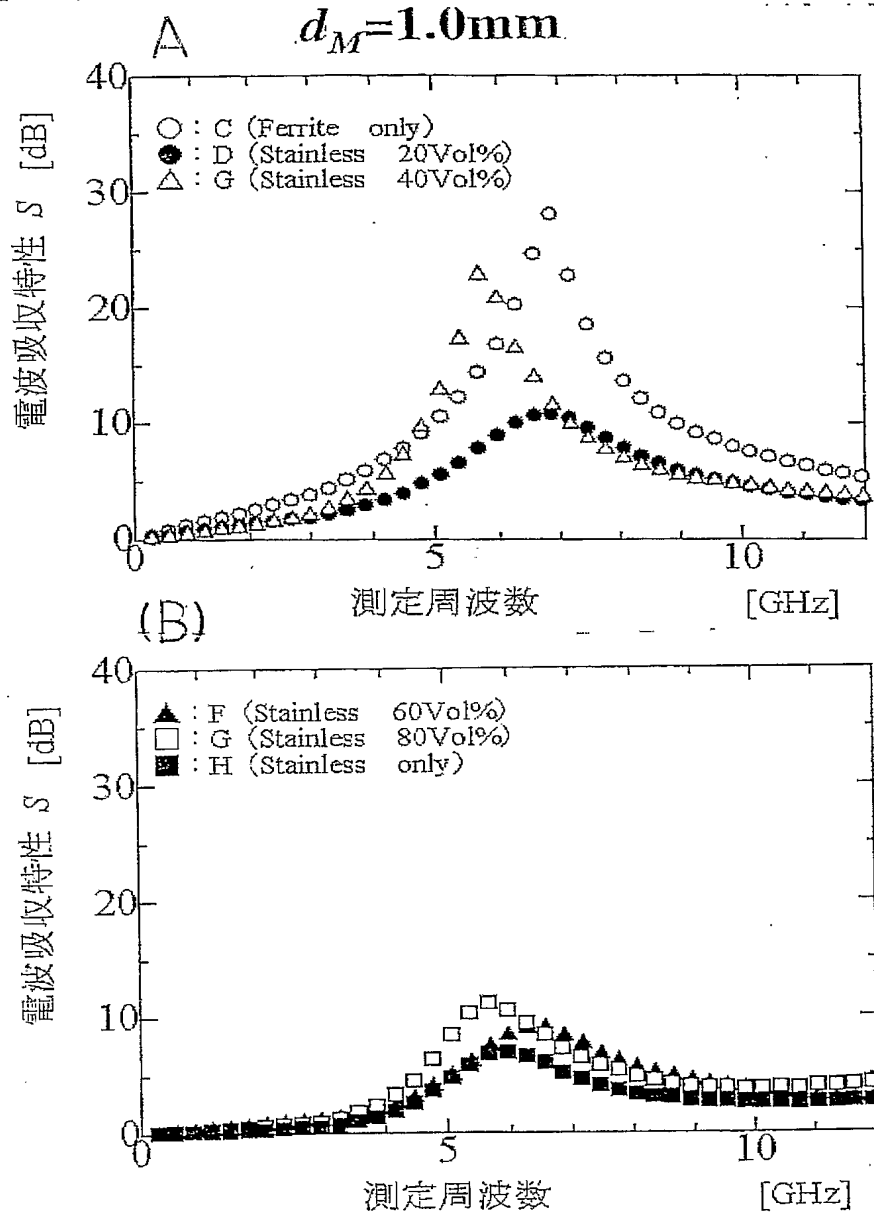 A
d_M=1.0mm
電波吸収特性 S [dB]
40
30
20
10
0
○ : C (Ferrite only)
● : D (Stainless 20Vol%)
△ : G (Stainless 40Vol%)
0 5 10
測定周波数 [GHz]
(B)
電波吸収特性 S [dB]
40
30
20
10
0
▲ : F (Stainless 60Vol%)
□ : G (Stainless 80Vol%)
■ : H (Stainless only)
0 5 10
測定周波数 [GHz]